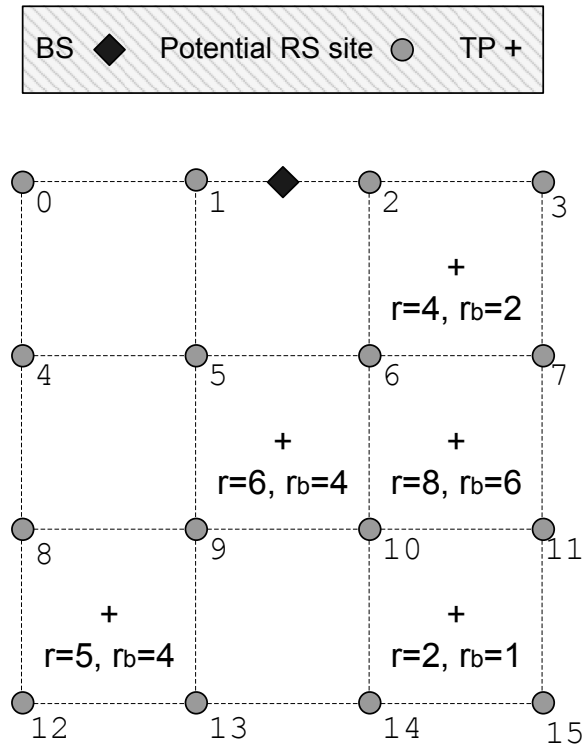 BS Potential RS site TP +
0 1 2 3
r=4, rb=2
4 5 6 7
r=6, rb=4 r=8, rb=6
8 9 10 11
r=5, rb=4 r=2, rb=1
12 13 14 15